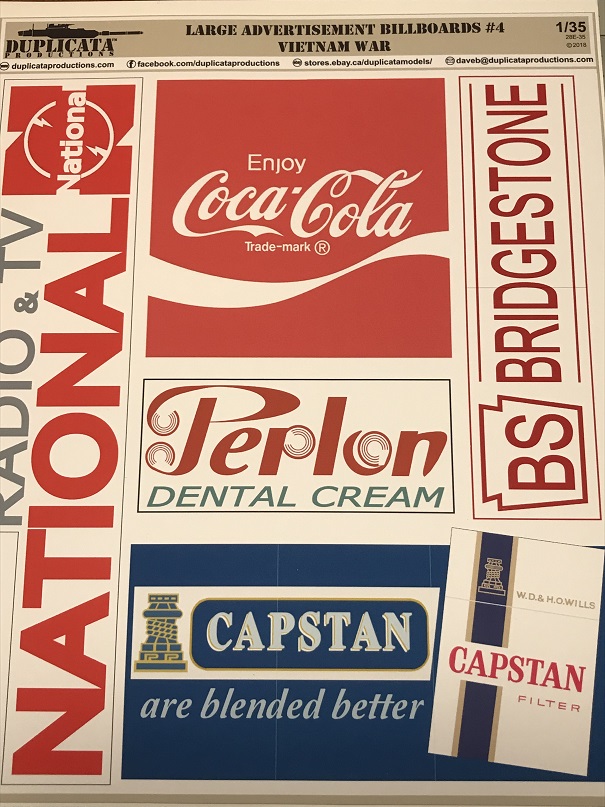 DUPLICATA
PRODUCTIONS
LARGE ADVERTISEMENT BILLBOARDS #4
VIETNAM WAR
1/35
28E-35
©2018
duplicataproductions.com
facebook.com/duplicataproductions
stores.ebay.ca/duplicatamodels/
daveb@duplicataproductions.com
National
NATIONAL
RADIO & TV
Enjoy
Coca-Cola
Trade-mark ®
BS BRIDGESTONE
Perlon
DENTAL CREAM
CAPSTAN
are blended better
W.D. & H.O.WILLS
CAPSTAN
FILTER